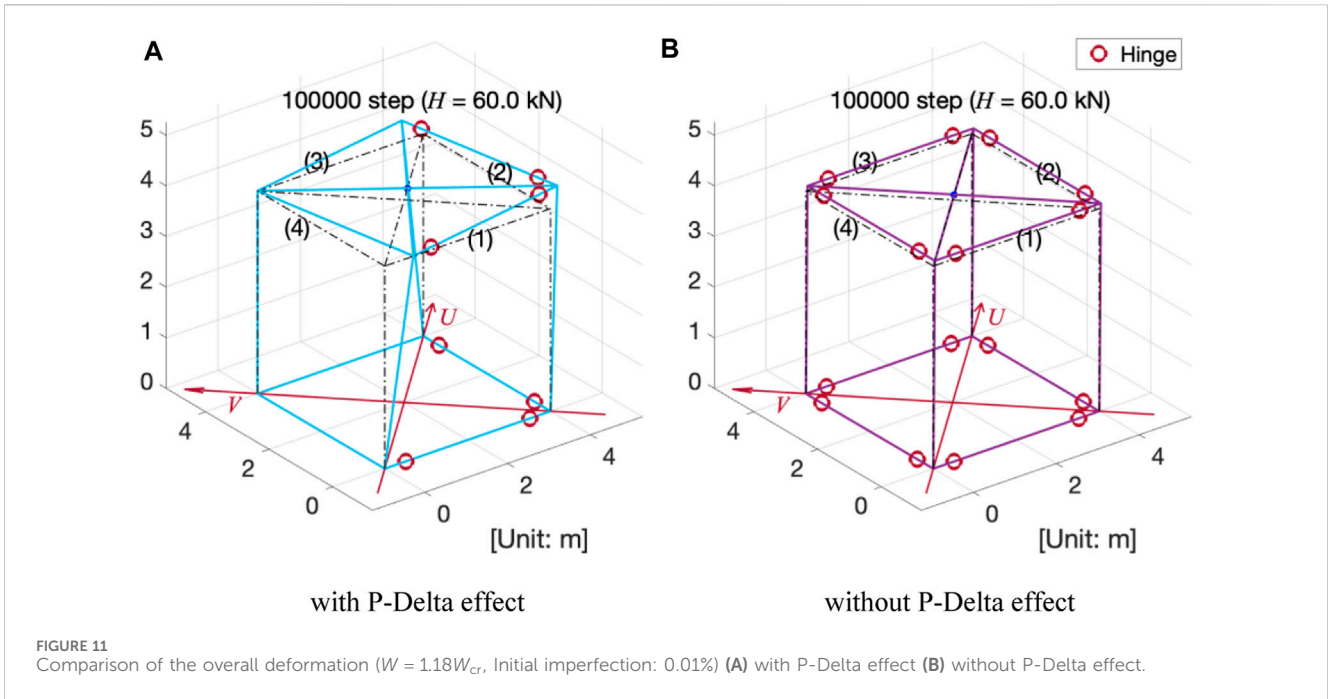 A
100000 step (H = 60.0 kN)
5
4
3
2
1
0
(3)
(2)
(4)
(1)
U
V
4
2
0
4
2
0
[Unit: m]
with P-Delta effect
B
Hinge
100000 step (H = 60.0 kN)
5
4
3
2
1
0
(3)
(2)
(4)
(1)
U
V
4
2
0
4
2
0
[Unit: m]
without P-Delta effect
FIGURE 11
Comparison of the overall deformation (W = 1.18Wcr, Initial imperfection: 0.01%) (A) with P-Delta effect (B) without P-Delta effect.